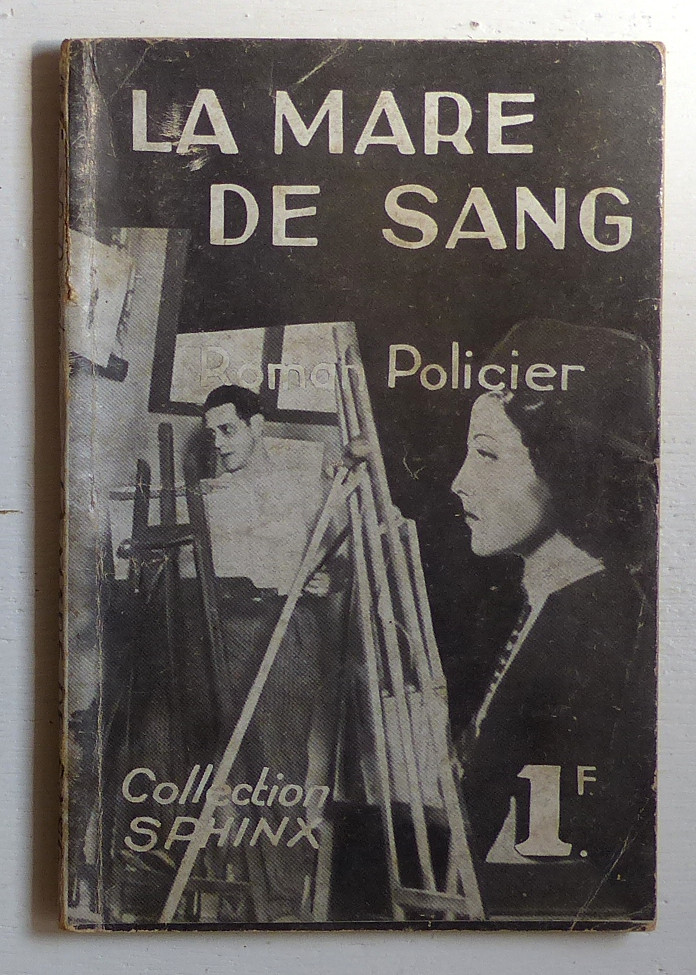 LA MARE
DE SANG
Roman Policier
Collection
SPHINX
1F.